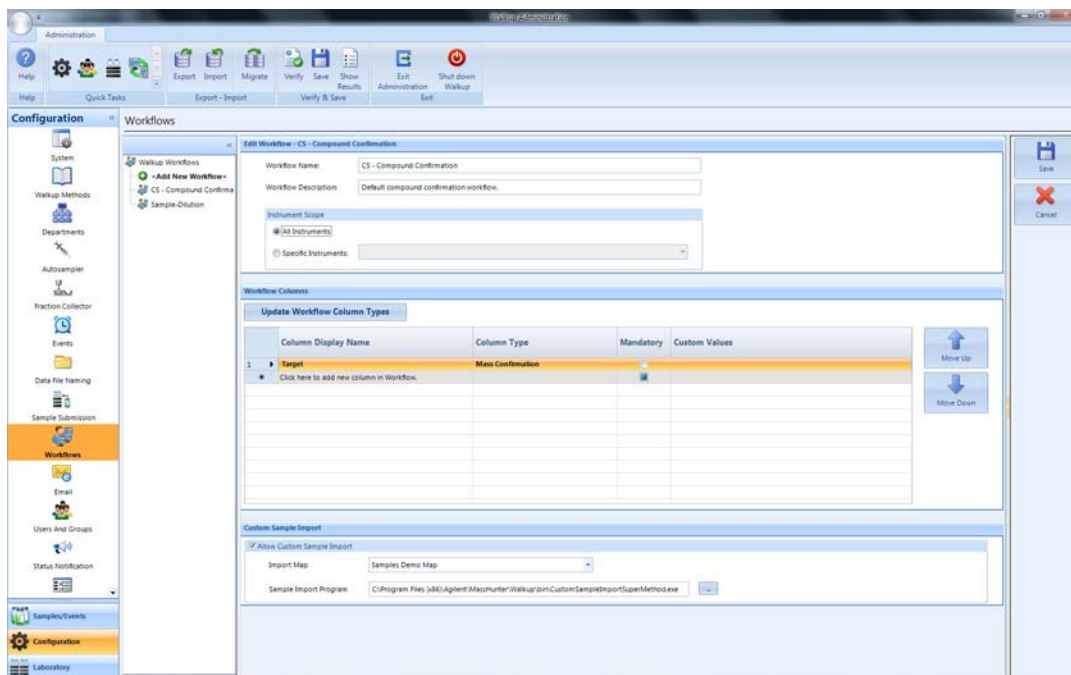 Walkup Administration
Administration
Help
Export Import
Migrate
Verify Save Show Results
Exit Administration
Shut down Walkup
Help
Quick Tasks
Export - Import
Verify & Save
Exit
Configuration
Workflows
System
Walkup Methods
Departments
Autosampler
Fraction Collector
Events
Data File Naming
Sample Submission
Workflows
Email
Users And Groups
Status Notification
Samples/Events
Configuration
Laboratory
Walkup Workflows
<Add New Workflow>
CS - Compound Confirma
Sample-Dilution
Edit Workflow - CS - Compound Confirmation
Workflow Name: CS - Compound Confirmation
Workflow Description: Default compound confirmation workflow.
Instrument Scope
All Instruments
Specific Instruments:
Workflow Columns
Update Workflow Column Types
Column Display Name Column Type Mandatory Custom Values
1 Target Mass Confirmation
Click here to add new column in Workflow.
Move Up
Move Down
Custom Sample Import
Allow Custom Sample Import
Import Map Samples Demo Map
Sample Import Program C:\Program Files (x86)\Agilent\MassHunter\Walkup\bin\CustomSampleImportSuperMethod.exe ...
Save
Cancel